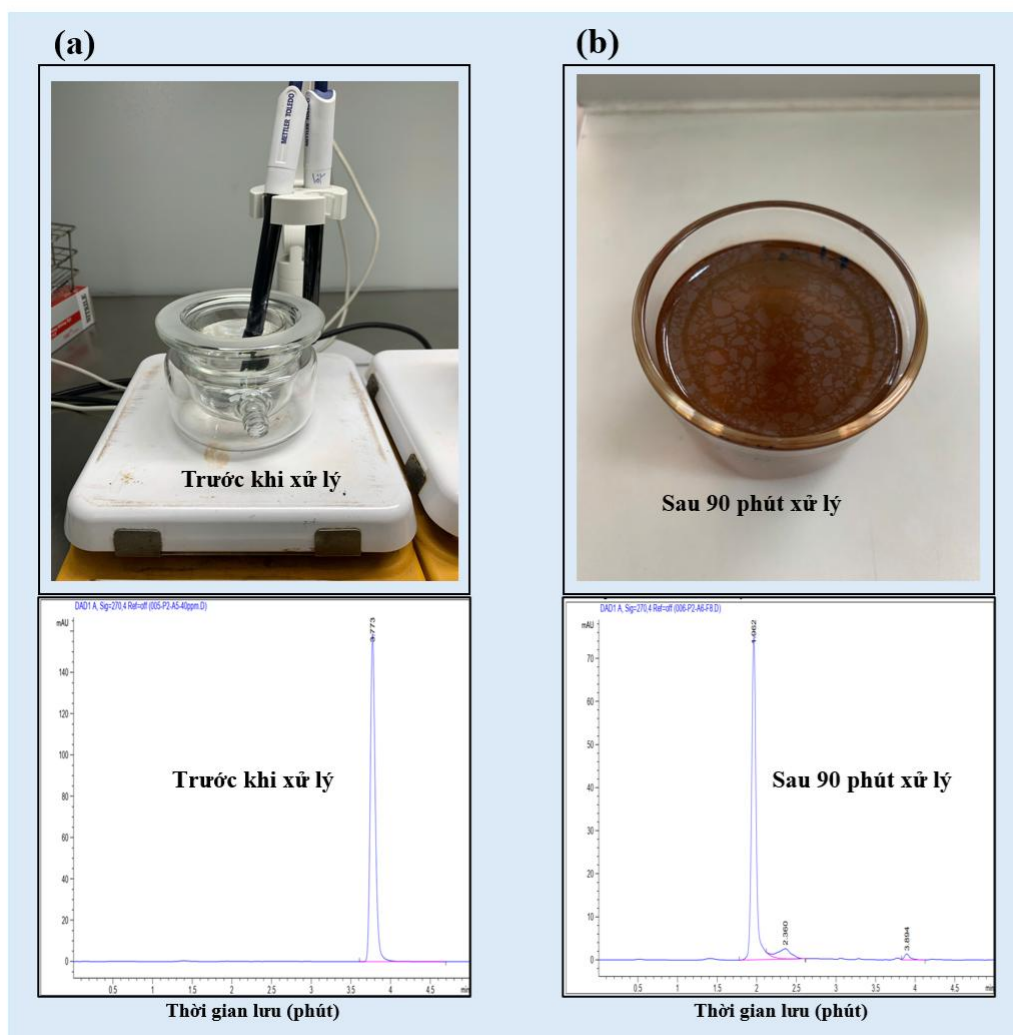 (a)
(b)
METTLER TOLEDO
Trước khi xử lý
Sau 90 phút xử lý
DAD1 A, Sig=270,4 Ref=off (005-P2-A5-40ppm.D)
mAU
140
120
100
80
60
40
20
0
3.773
Trước khi xử lý
0.5 1 1.5 2 2.5 3 3.5 4 4.5 min
Thời gian lưu (phút)
DAD1 A, Sig=270,4 Ref=off (006-P2-A6-F8.D)
mAU
70
60
50
40
30
20
10
0
1.962
2.360
3.894
Sau 90 phút xử lý
0.5 1 1.5 2 2.5 3 3.5 4 4.5 min
Thời gian lưu (phút)